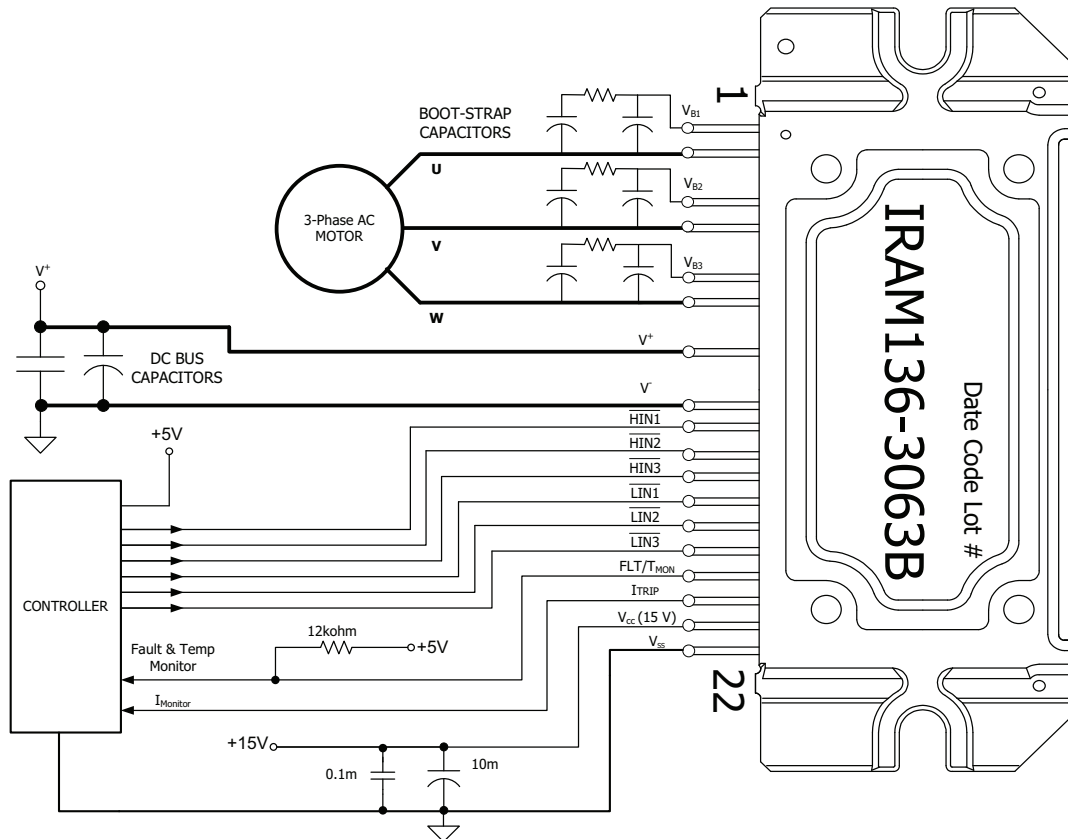 1
V_B1
BOOT-STRAP
CAPACITORS
U
V_B2
3-Phase AC
MOTOR
V
V_B3
W
V⁺
V⁺
DC BUS
CAPACITORS
V⁻
+5V
HIN1
HIN2
HIN3
LIN1
LIN2
LIN3
CONTROLLER
FLT/T_MON
I_TRIP
12kohm
V_CC (15 V)
+5V
Fault & Temp
Monitor
V_SS
I_Monitor
22
+15V
0.1m
10m
IRAM136-3063B
Date Code Lot #